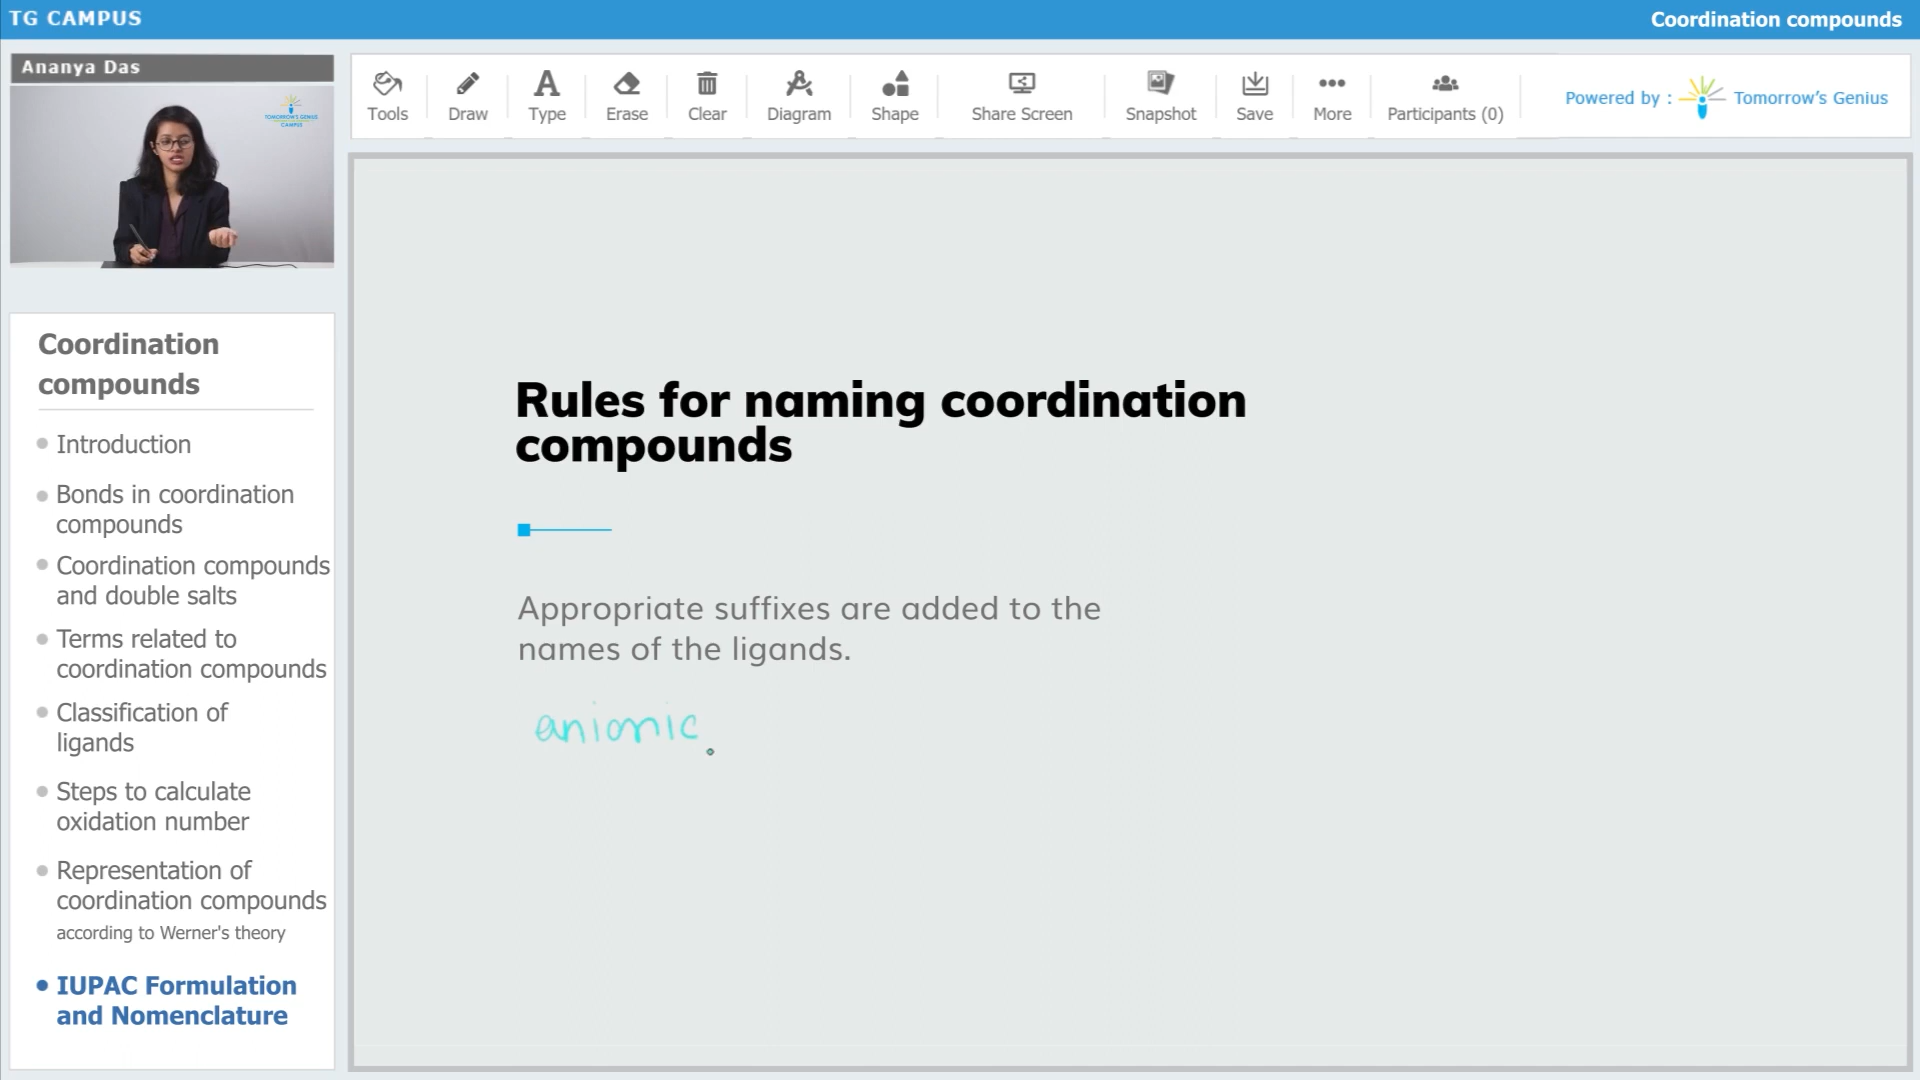 TG CAMPUS
Coordination compounds
Ananya Das
TOMORROW'S GENIUS
CAMPUS
Tools
Draw
Type
Erase
Clear
Diagram
Shape
Share Screen
Snapshot
Save
More
Participants (0)
Powered by :
Tomorrow's Genius
Coordination
compounds
Introduction
Bonds in coordination
compounds
Coordination compounds
and double salts
Terms related to
coordination compounds
Classification of
ligands
Steps to calculate
oxidation number
Representation of
coordination compounds
according to Werner's theory
IUPAC Formulation
and Nomenclature
Rules for naming coordination
compounds
Appropriate suffixes are added to the
names of the ligands.
anionic